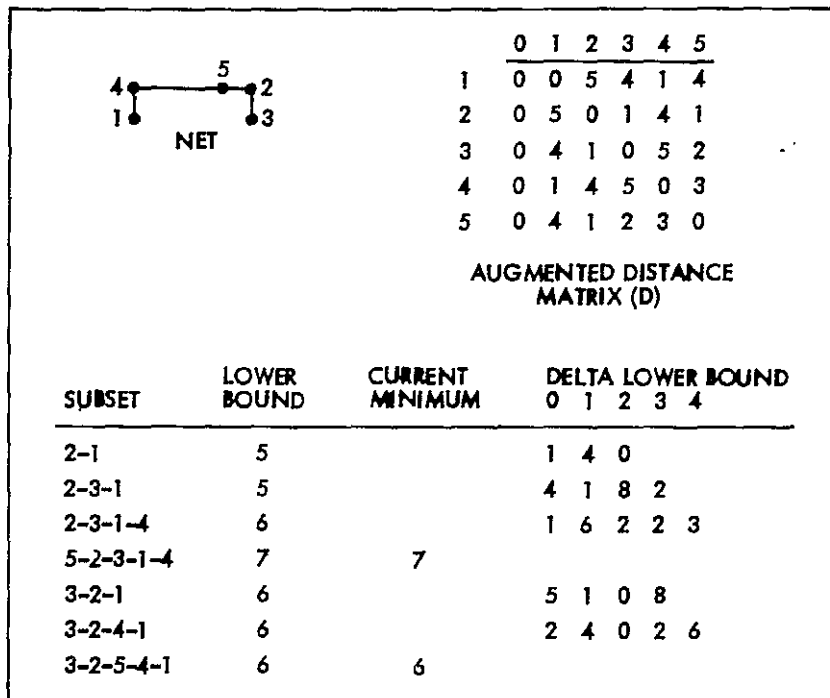 5
4 2
1 3
NET
0 1 2 3 4 5
1 0 0 5 4 1 4
2 0 5 0 1 4 1
3 0 4 1 0 5 2
4 0 1 4 5 0 3
5 0 4 1 2 3 0
AUGMENTED DISTANCE
MATRIX (D)
LOWER CURRENT DELTA LOWER BOUND
SUBSET BOUND MINIMUM 0 1 2 3 4
2-1 5 1 4 0
2-3-1 5 4 1 8 2
2-3-1-4 6 1 6 2 2 3
5-2-3-1-4 7 7
3-2-1 6 5 1 0 8
3-2-4-1 6 2 4 0 2 6
3-2-5-4-1 6 6